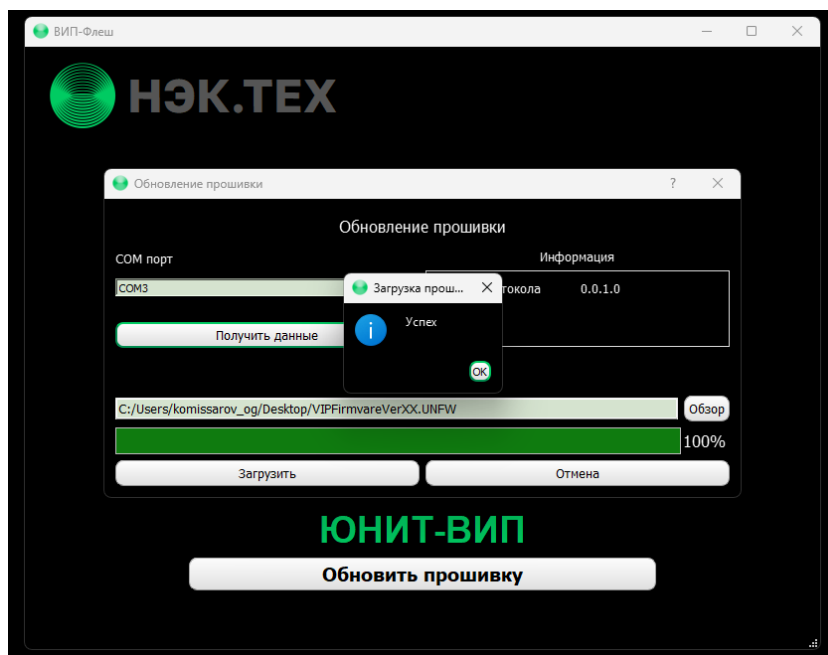 ВИП-Флеш
НЭК.ТЕХ
Обновление прошивки
?
Обновление прошивки
COM порт
Информация
COM3
Загрузка прош...
токола 0.0.1.0
Получить данные
Успех
OK
C:/Users/komissarov_og/Desktop/VIPFirmvareVerXX.UNFW
Обзор
100%
Загрузить
Отмена
ЮНИТ-ВИП
Обновить прошивку